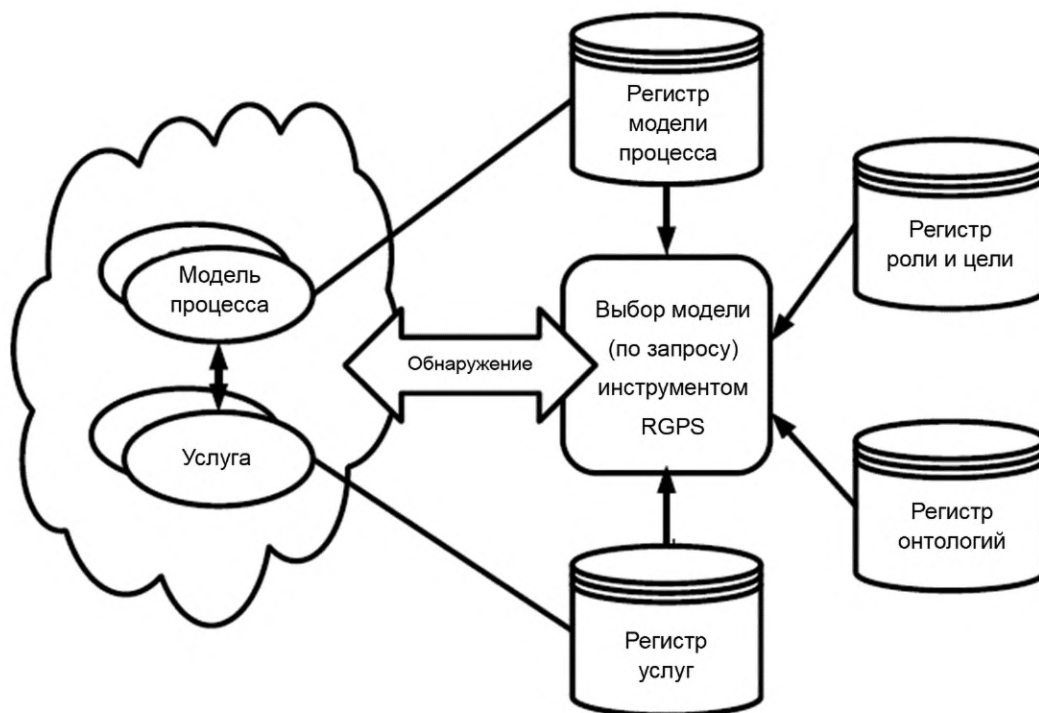 Регистр
модели
процесса
Регистр
роли и цели
Модель
процесса
Выбор модели
(по запросу)
инструментом
RGPS
Обнаружение
Услуга
Регистр
онтологий
Регистр
услуг